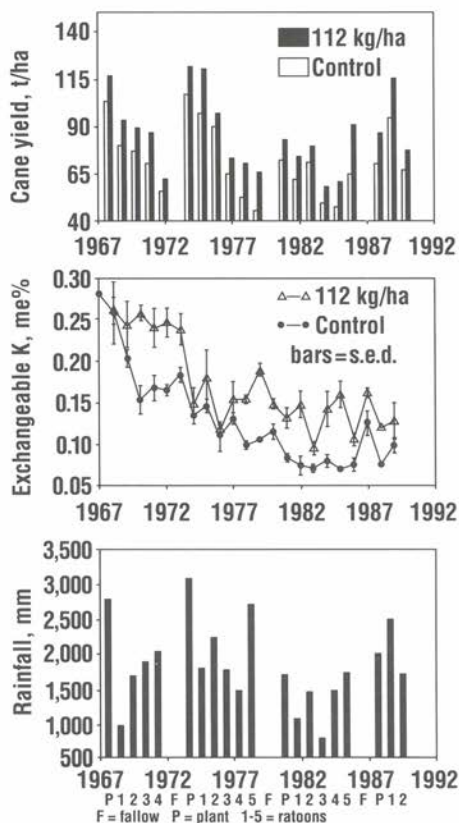 150
115
90
65
40
Cane yield, t/ha
112 kg/ha
Control
1967 1972 1977 1982 1987 1992
0.30
0.25
0.20
0.15
0.10
0.05
Exchangeable K, me%
112 kg/ha
Control
bars = s.e.d.
1967 1972 1977 1982 1987 1992
3,500
3,000
2,500
2,000
1,500
1,000
500
Rainfall, mm
1967 1972 1977 1982 1987 1992
P 1 2 3 4 F P 1 2 3 4 5 F P 1 2 3 4 5 F P 1 2
F = fallow P = plant 1-5 = ratoons